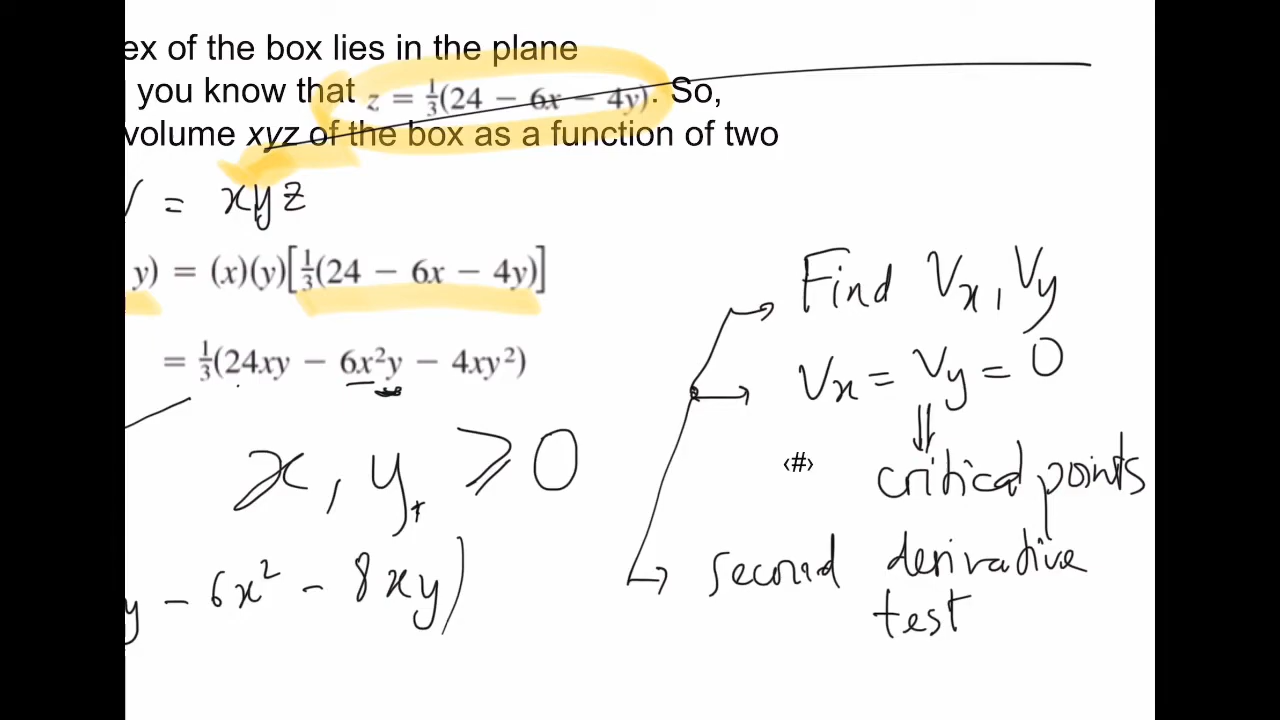 ex of the box lies in the plane
you know that z = 1/3(24 − 6x − 4y). So,
volume xyz of the box as a function of two
V = xyz
y) = (x)(y)[1/3(24 − 6x − 4y)]
= 1/3(24xy − 6x²y − 4xy²)
x, y ⩾ 0
y − 6x² − 8xy)
Find Vx, Vy
Vx = Vy = 0
⇓
‹#›
critical points
second derivative
test